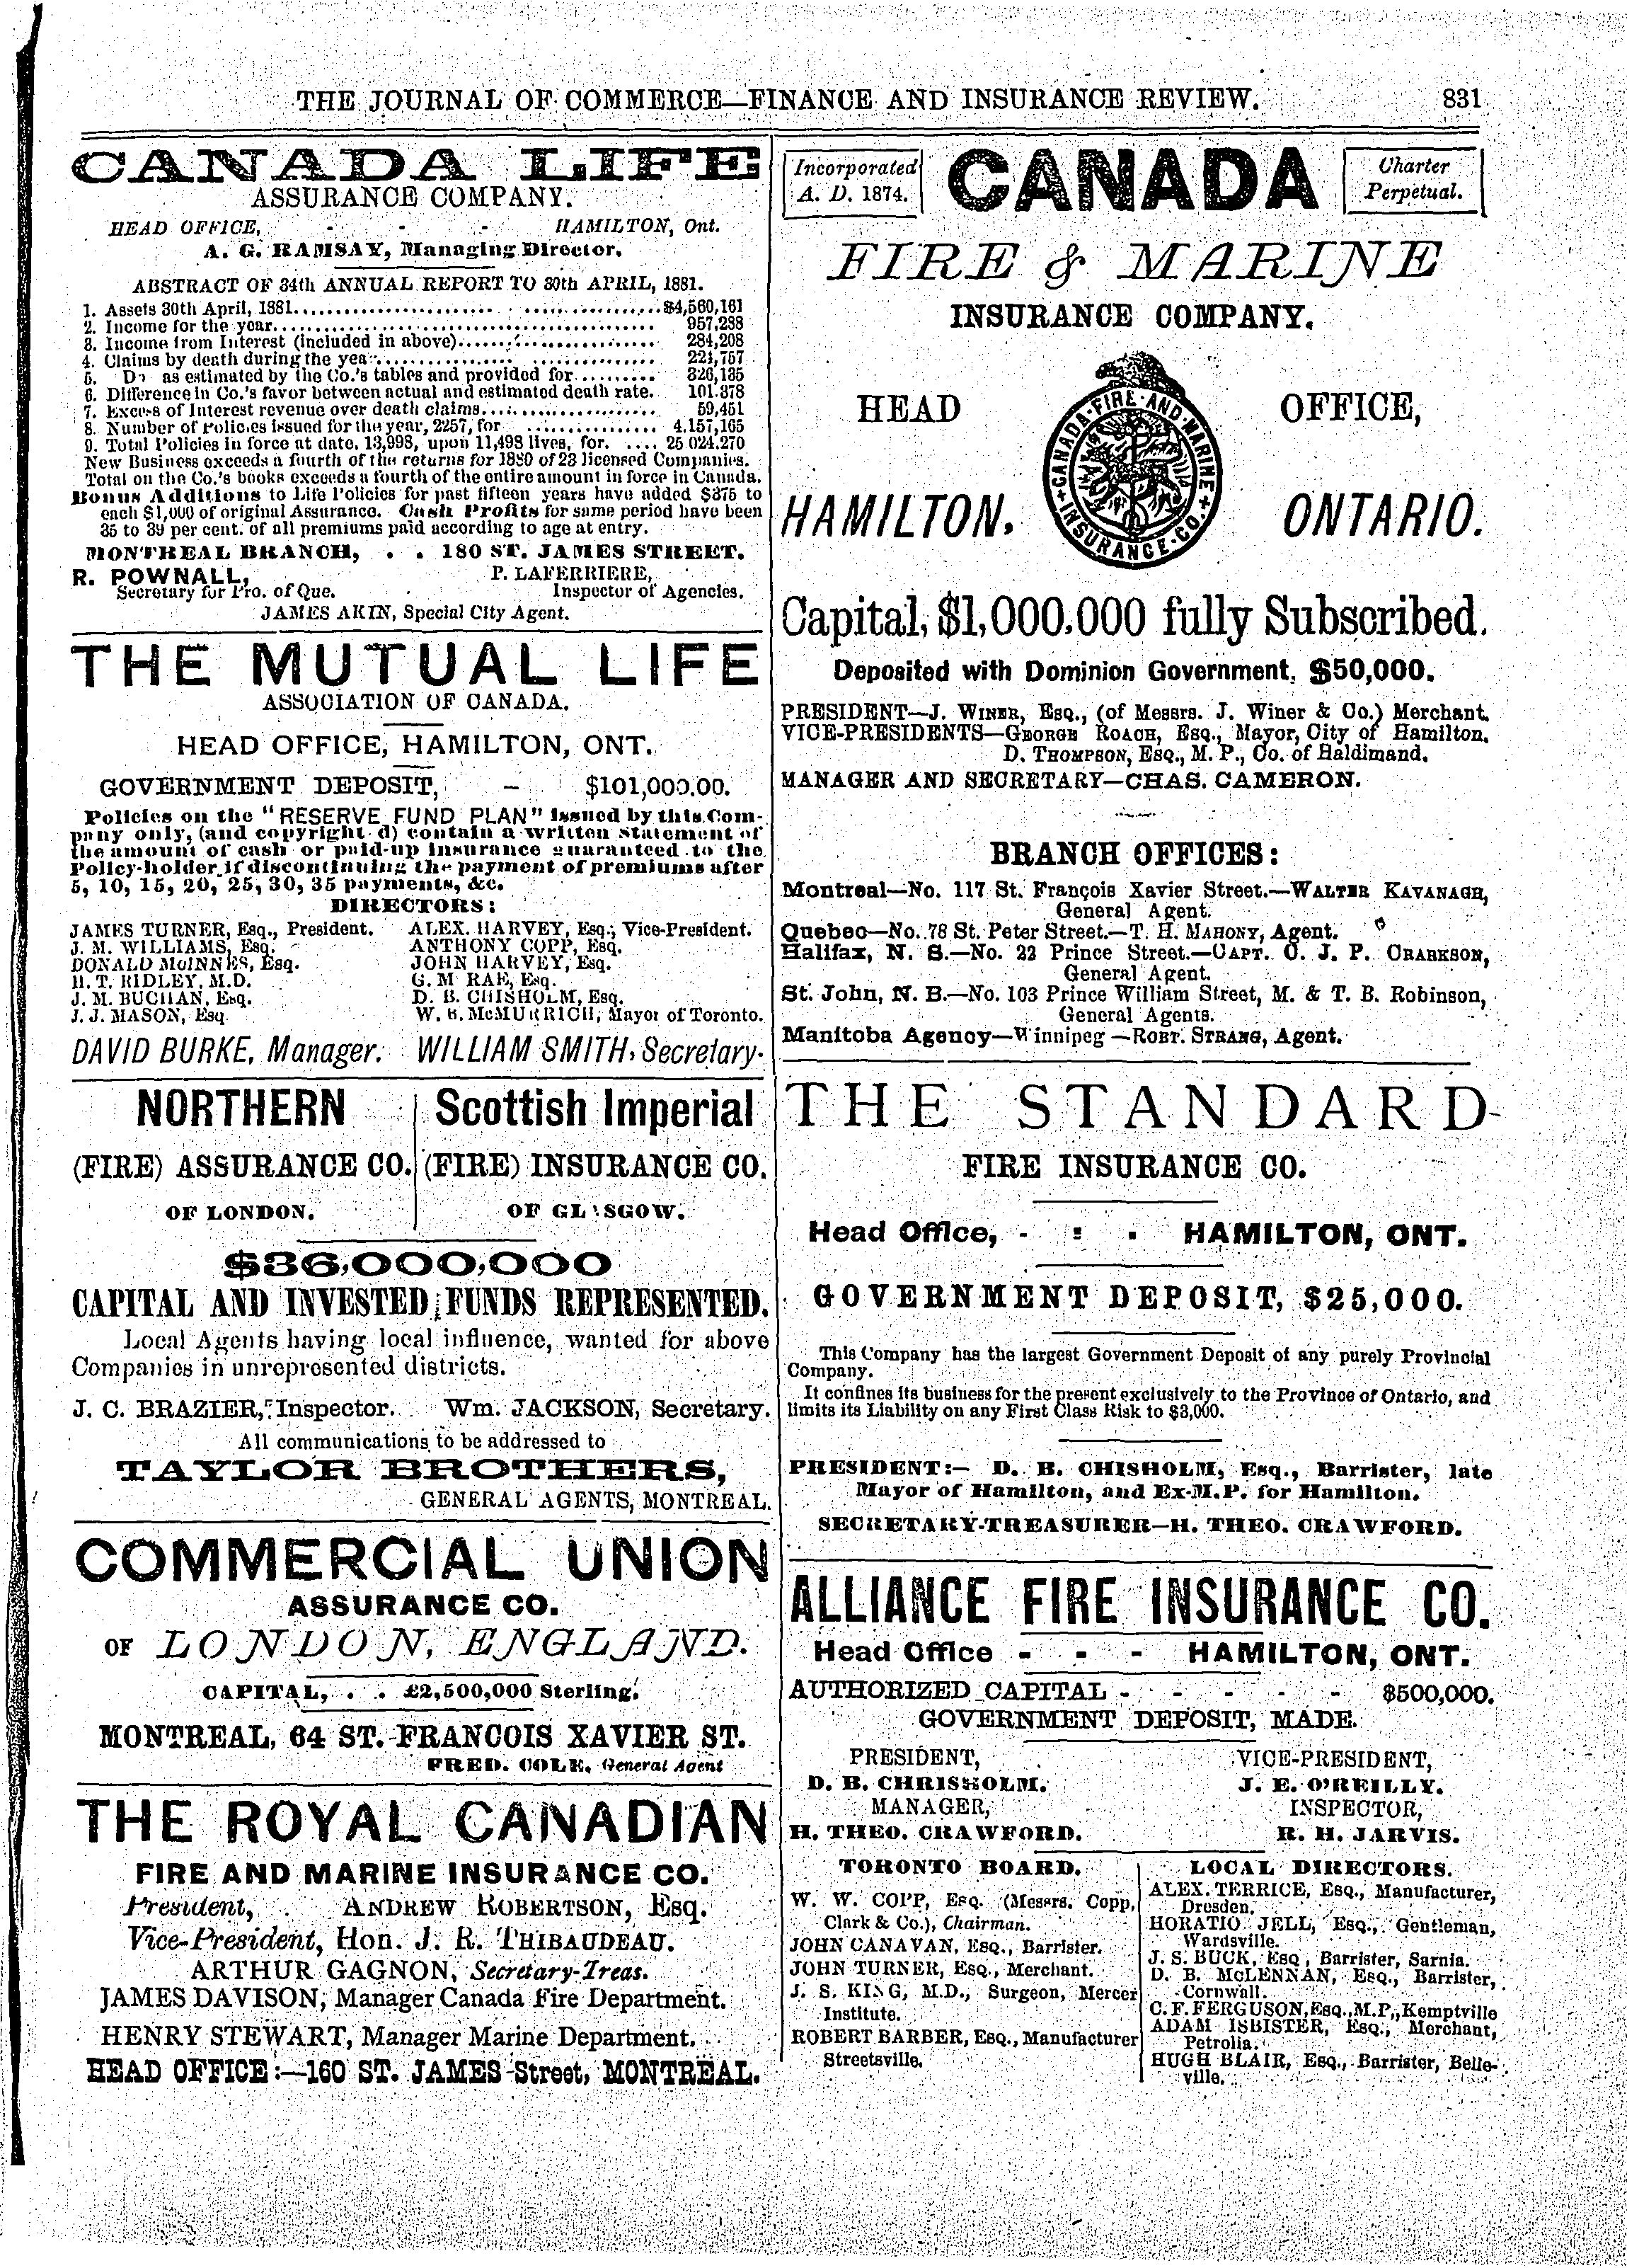 THE JOURNAL OF COMMERCE—FINANCE AND INSURANCE REVIEW. 831
CANADA LIFE
ASSURANCE COMPANY.
HEAD OFFICE, - - - HAMILTON, Ont.
A. G. RAMSAY, Managing Director.
ABSTRACT OF 34th ANNUAL REPORT TO 30th APRIL, 1881.
1. Assets 30th April, 1881. $4,560,161
2. Income for the year. 957,238
3. Income from Interest (included in above) 284,208
4. Claims by death during the year 221,757
5. Do as estimated by the Co.'s tables and provided for 326,135
6. Difference in Co.'s favor between actual and estimated death rate. 101.378
7. Excess of Interest revenue over death claims. 59,451
8. Number of Policies issued for the year, 2257, for 4.157,165
9. Total Policies in force at date, 13,998, upon 11,498 lives, for. 25 024.270
New Business exceeds a fourth of the returns for 1880 of 23 licensed Companies.
Total on the Co.'s books exceeds a fourth of the entire amount in force in Canada.
Bonus Additions to Life Policies for past fifteen years have added $375 to
each $1,000 of original Assurance. Cash Profits for same period have been
35 to 39 per cent. of all premiums paid according to age at entry.
MONTREAL BRANCH, . . 180 ST. JAMES STREET.
R. POWNALL, P. LAFERRIERE,
Secretary for Pro. of Que. Inspector of Agencies.
JAMES AKIN, Special City Agent.
THE MUTUAL LIFE
ASSOCIATION OF CANADA.
HEAD OFFICE, HAMILTON, ONT.
GOVERNMENT DEPOSIT, - $101,000.00.
Policies on the "RESERVE FUND PLAN" issued by this Com-
pany only, (and copyright d) contain a written statement of
the amount of cash or paid-up insurance guaranteed to the
Policy-holder if discontinuing the payment of premiums after
5, 10, 15, 20, 25, 30, 35 payments, &c.
DIRECTORS:
JAMES TURNER, Esq., President. ALEX. HARVEY, Esq., Vice-President.
J. M. WILLIAMS, Esq. ANTHONY COPP, Esq.
DONALD McINNES, Esq. JOHN HARVEY, Esq.
H. T. RIDLEY, M.D. G. M RAE, Esq.
J. M. BUCHAN, Esq. D. B. CHISHOLM, Esq.
J. J. MASON, Esq. W. B. McMURRICH, Mayor of Toronto.
DAVID BURKE, Manager. WILLIAM SMITH, Secretary.
NORTHERN
(FIRE) ASSURANCE CO.
OF LONDON.
Scottish Imperial
(FIRE) INSURANCE CO.
OF GLASGOW.
$36,000,000
CAPITAL AND INVESTED FUNDS REPRESENTED.
Local Agents having local influence, wanted for above
Companies in unrepresented districts.
J. C. BRAZIER, Inspector. Wm. JACKSON, Secretary.
All communications to be addressed to
TAYLOR BROTHERS,
GENERAL AGENTS, MONTREAL.
COMMERCIAL UNION
ASSURANCE CO.
OF LONDON, ENGLAND.
CAPITAL, . . £2,500,000 Sterling.
MONTREAL, 64 ST. FRANCOIS XAVIER ST.
FRED. COLE, General Agent
THE ROYAL CANADIAN
FIRE AND MARINE INSURANCE CO.
President, ANDREW ROBERTSON, Esq.
Vice-President, Hon. J. R. THIBAUDEAU.
ARTHUR GAGNON, Secretary-Treas.
JAMES DAVISON, Manager Canada Fire Department.
HENRY STEWART, Manager Marine Department.
HEAD OFFICE:—160 ST. JAMES Street, MONTREAL.
Incorporated
A. D. 1874.
CANADA
Charter
Perpetual.
FIRE & MARINE
INSURANCE COMPANY.
HEAD OFFICE,
CANADA FIRE AND MARINE INSURANCE CO.
HAMILTON, ONTARIO.
Capital, $1,000,000 fully Subscribed.
Deposited with Dominion Government, $50,000.
PRESIDENT—J. WINER, ESQ., (of Messrs. J. Winer & Co.) Merchant.
VICE-PRESIDENTS—GEORGE ROACH, ESQ., Mayor, City of Hamilton.
D. THOMPSON, ESQ., M. P., Co. of Haldimand.
MANAGER AND SECRETARY—CHAS. CAMERON.
BRANCH OFFICES:
Montreal—No. 117 St. François Xavier Street.—WALTER KAVANAGH,
General Agent.
Quebec—No. 78 St. Peter Street.—T. H. MAHONY, Agent.
Halifax, N. S.—No. 22 Prince Street.—CAPT. C. J. P. CRARKSON,
General Agent.
St. John, N. B.—No. 103 Prince William Street, M. & T. B. Robinson,
General Agents.
Manitoba Agency—Winnipeg—ROBT. STRANG, Agent.
THE STANDARD
FIRE INSURANCE CO.
Head Office, - : . HAMILTON, ONT.
GOVERNMENT DEPOSIT, $25,000.
This Company has the largest Government Deposit of any purely Provincial
Company.
It confines its business for the present exclusively to the Province of Ontario, and
limits its Liability on any First Class Risk to $3,000.
PRESIDENT:— D. B. CHISHOLM, Esq., Barrister, late
Mayor of Hamilton, and Ex-M.P. for Hamilton.
SECRETARY-TREASURER—H. THEO. CRAWFORD.
ALLIANCE FIRE INSURANCE CO.
Head Office - - - HAMILTON, ONT.
AUTHORIZED CAPITAL - - - - - $500,000.
GOVERNMENT DEPOSIT, MADE.
PRESIDENT, VICE-PRESIDENT,
D. B. CHRISHOLM. J. E. O'REILLY.
MANAGER, INSPECTOR,
H. THEO. CRAWFORD. R. H. JARVIS.
TORONTO BOARD.
W. W. COPP, ESQ. (Messrs. Copp,
Clark & Co.), Chairman.
JOHN CANAVAN, ESQ., Barrister.
JOHN TURNER, ESQ., Merchant.
J. S. KING, M.D., Surgeon, Mercer
Institute.
ROBERT BARBER, ESQ., Manufacturer
Streetsville.
LOCAL DIRECTORS.
ALEX. TERRICE, ESQ., Manufacturer,
Dresden.
HORATIO JELL, ESQ., Gentleman,
Wardsville.
J. S. BUCK, ESQ, Barrister, Sarnia.
D. B. MCLENNAN, ESQ., Barrister,
Cornwall.
C. F. FERGUSON, ESQ., M.P., Kemptville
ADAM ISBISTER, ESQ., Merchant,
Petrolia.
HUGH BLAIR, ESQ., Barrister, Belle-
ville.